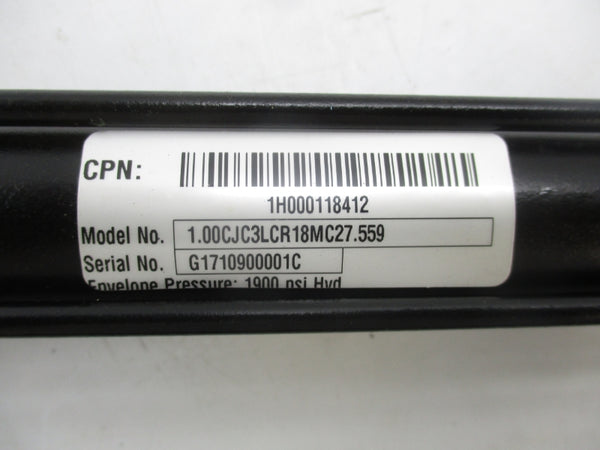 CPN:
1H000118412
Model No. 1.00CJC3LCR18MC27.559
Serial No. G1710900001C
Envelope Pressure: 1900 psi Hyd